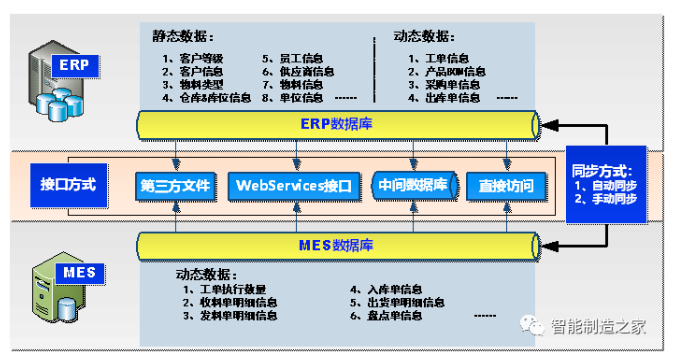 静态数据：
1、客户等级
2、客户信息
3、物料类型
4、仓库&库位信息
5、员工信息
6、供应商信息
7、物料信息
8、单位信息 ······
动态数据：
1、工单信息
2、产品BOM信息
3、采购单信息
4、出库单信息 ······
ERP
ERP数据库
接口方式
第三方文件
WebServices接口
中间数据库
直接访问
同步方式：
1、自动同步
2、手动同步
MES数据库
MES
动态数据：
1、工单执行数量
2、收料单明细信息
3、发料单明细信息
4、入库单信息
5、出货单明细信息
6、盘点单信息 ······
智能制造之家